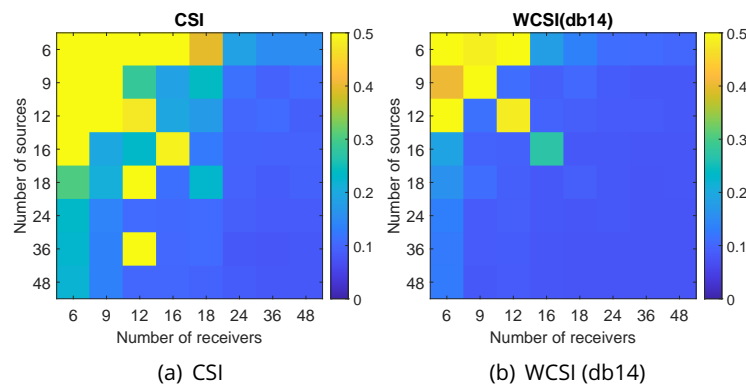 CSI
Number of sources
6
9
12
16
18
24
36
48
6 9 12 16 18 24 36 48
Number of receivers
0.5
0.4
0.3
0.2
0.1
0
(a) CSI
WCSI(db14)
Number of sources
6
9
12
16
18
24
36
48
6 9 12 16 18 24 36 48
Number of receivers
0.5
0.4
0.3
0.2
0.1
0
(b) WCSI (db14)